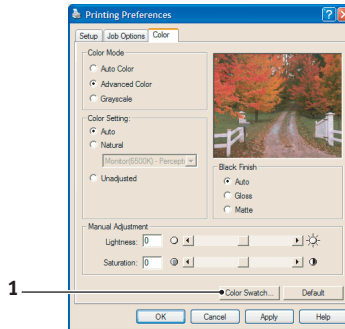 Printing Preferences
Setup Job Options Color
Color Mode
Auto Color
Advanced Color
Grayscale
Color Setting:
Auto
Natural
Monitor(6500K) - Percepti
Unadjusted
Black Finish
Auto
Gloss
Matte
Manual Adjustment
Lightness: 0
Saturation: 0
1
Color Swatch... Default
OK Cancel Apply Help